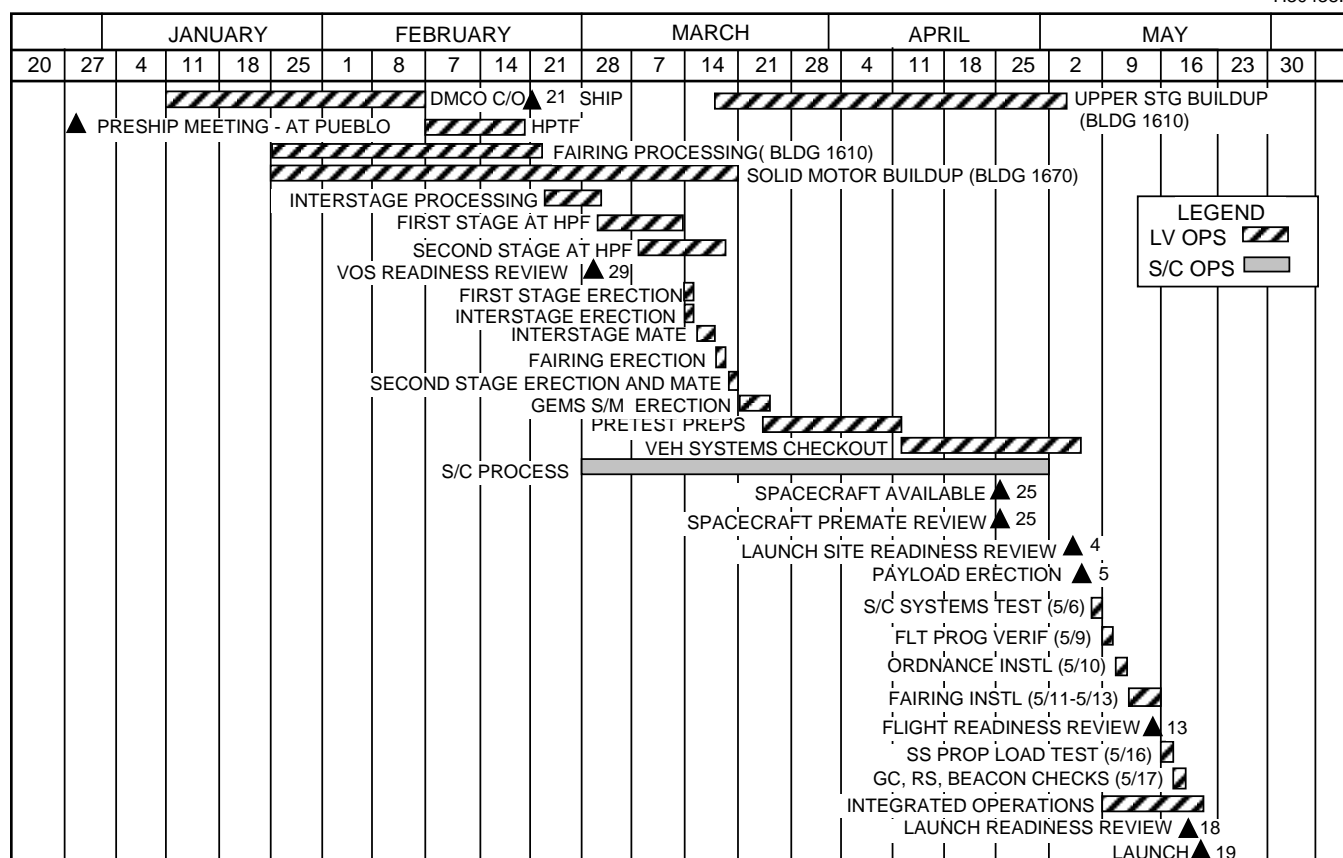 JANUARY FEBRUARY MARCH APRIL MAY
20 27 4 11 18 25 1 8 7 14 21 28 7 14 21 28 4 11 18 25 2 9 16 23 30
DMCO C/O 21 SHIP
UPPER STG BUILDUP
(BLDG 1610)
PRESHIP MEETING - AT PUEBLO
HPTF
FAIRING PROCESSING( BLDG 1610)
SOLID MOTOR BUILDUP (BLDG 1670)
INTERSTAGE PROCESSING
LEGEND
LV OPS
S/C OPS
FIRST STAGE AT HPF
SECOND STAGE AT HPF
VOS READINESS REVIEW 29
FIRST STAGE ERECTION
INTERSTAGE ERECTION
INTERSTAGE MATE
FAIRING ERECTION
SECOND STAGE ERECTION AND MATE
GEMS S/M ERECTION
PRETEST PREPS
VEH SYSTEMS CHECKOUT
S/C PROCESS
SPACECRAFT AVAILABLE 25
SPACECRAFT PREMATE REVIEW 25
LAUNCH SITE READINESS REVIEW 4
PAYLOAD ERECTION 5
S/C SYSTEMS TEST (5/6)
FLT PROG VERIF (5/9)
ORDNANCE INSTL (5/10)
FAIRING INSTL (5/11-5/13)
FLIGHT READINESS REVIEW 13
SS PROP LOAD TEST (5/16)
GC, RS, BEACON CHECKS (5/17)
INTEGRATED OPERATIONS
LAUNCH READINESS REVIEW 18
LAUNCH 19